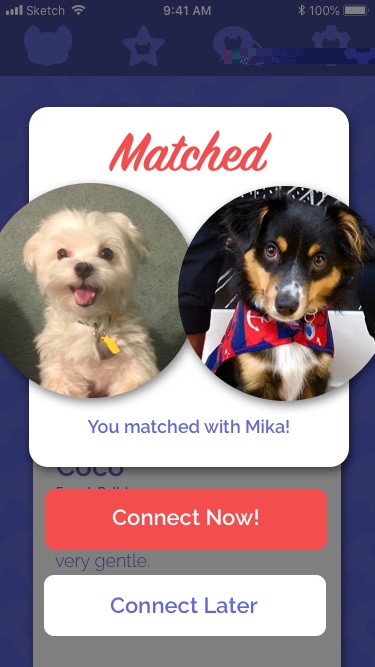 Sketch
9:41 AM
100%
Matched
You matched with Mika!
Coco
Connect Now!
very gentle.
Connect Later